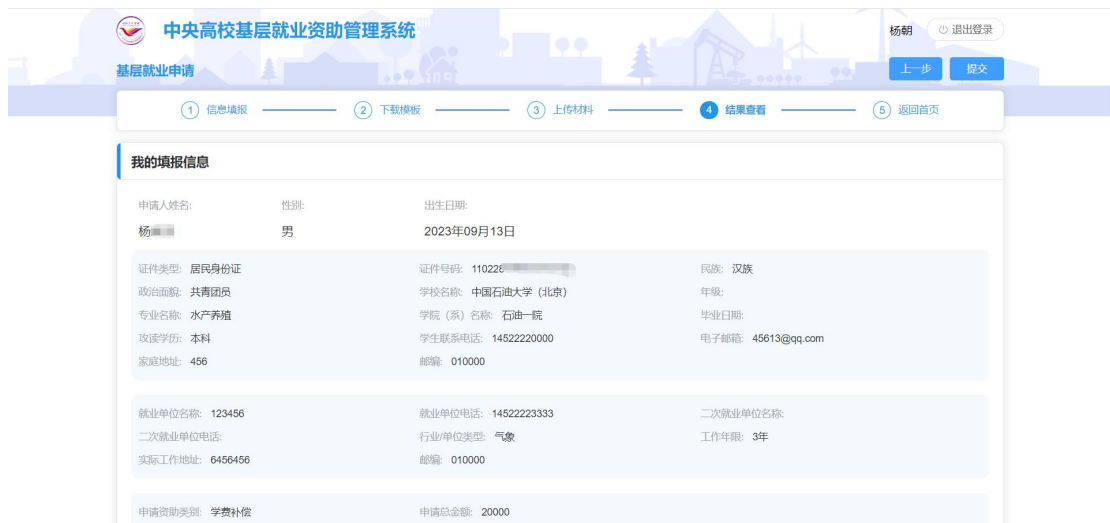 中央高校基层就业资助管理系统
杨朝 退出登录
基层就业申请
上一步 提交
1 信息填报 2 下载模板 3 上传材料 4 结果查看 5 返回首页
我的填报信息
申请人姓名: 性别: 出生日期:
杨 男 2023年09月13日
证件类型: 居民身份证 证件号码: 110228 民族: 汉族
政治面貌: 共青团员 学校名称: 中国石油大学（北京） 年级:
专业名称: 水产养殖 学院（系）名称: 石油一院 毕业日期:
攻读学历: 本科 学生联系电话: 14522220000 电子邮箱: 45613@qq.com
家庭地址: 456 邮编: 010000
就业单位名称: 123456 就业单位电话: 14522223333 二次就业单位名称:
二次就业单位电话: 行业/单位类型: 气象 工作年限: 3年
实际工作地址: 6456456 邮编: 010000
申请资助类别: 学费补偿 申请总金额: 20000